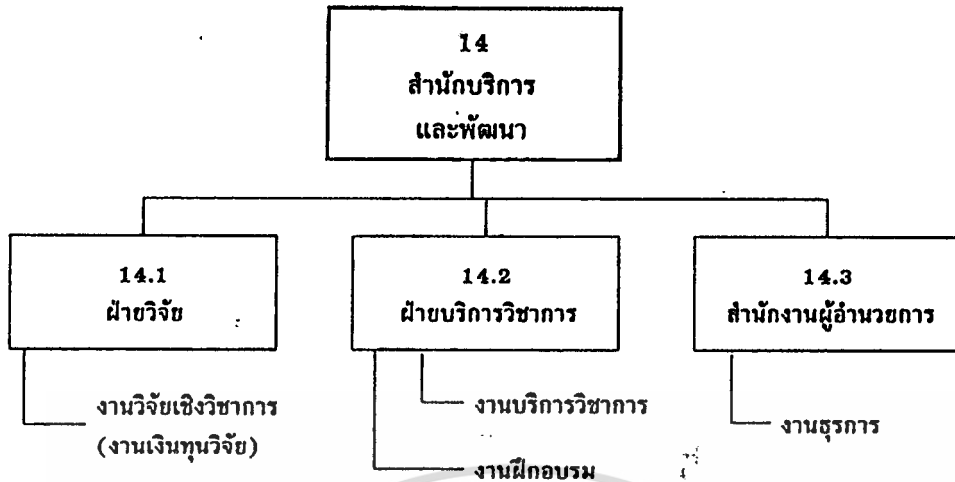 14
สำนักบริการ
และพัฒนา
14.1
ฝ่ายวิจัย
14.2
ฝ่ายบริการวิชาการ
14.3
สำนักงานผู้อำนวยการ
งานวิจัยเชิงวิชาการ
(งานเงินทุนวิจัย)
งานบริการวิชาการ
งานฝึกอบรม
งานธุรการ